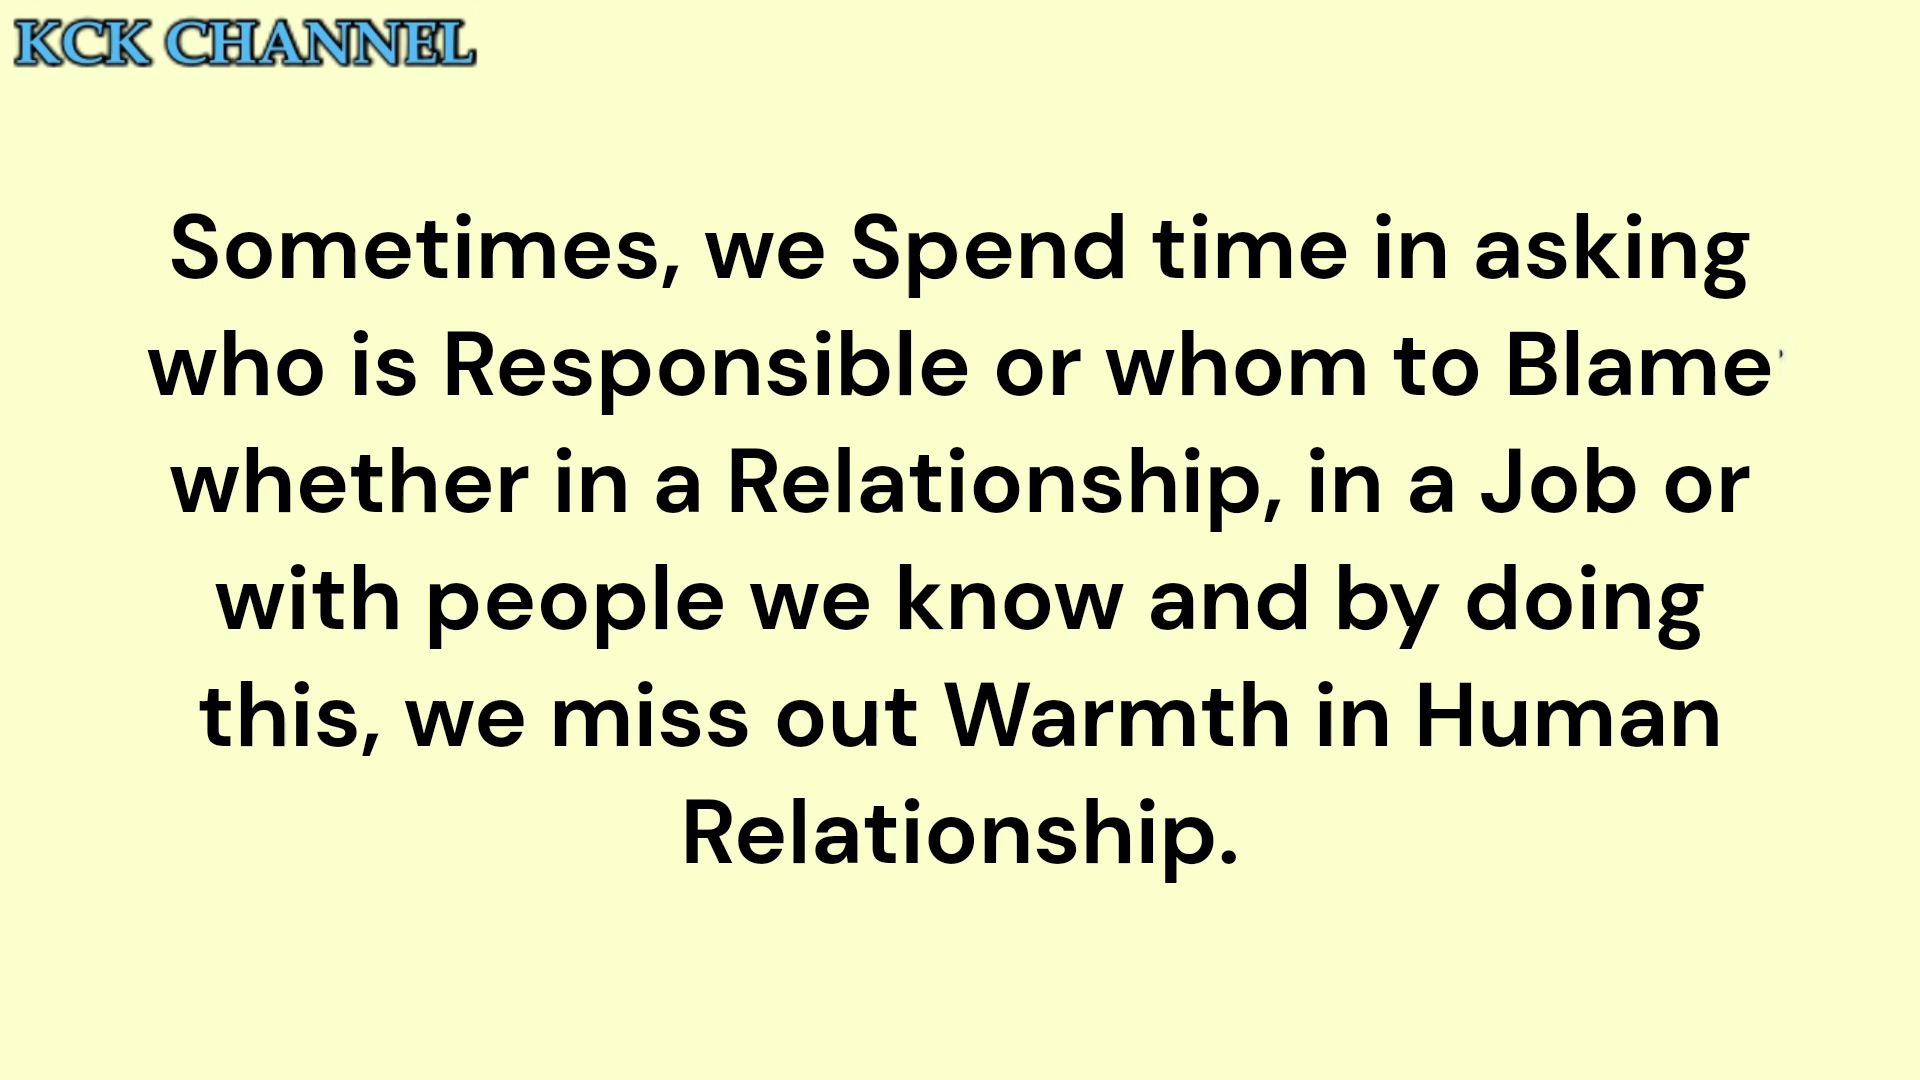 KCK CHANNEL
Sometimes, we Spend time in asking
who is Responsible or whom to Blame
whether in a Relationship, in a Job or
with people we know and by doing
this, we miss out Warmth in Human
Relationship.